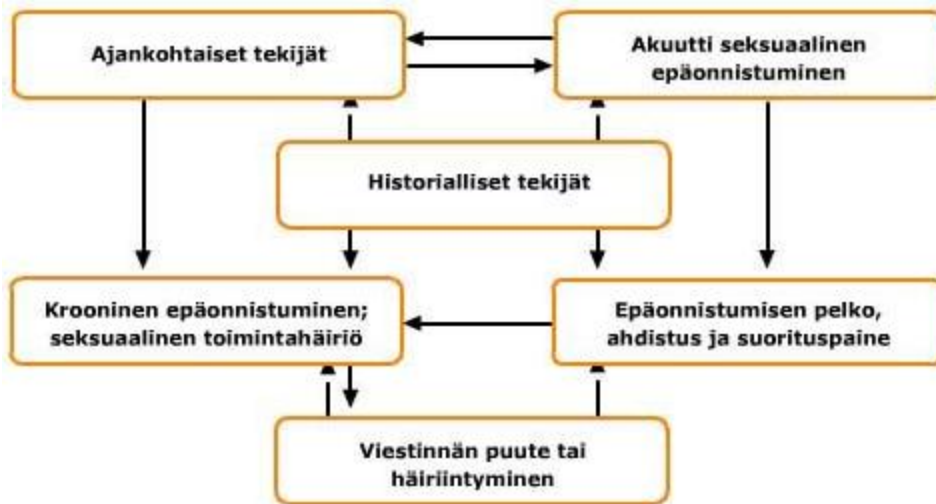 Ajankohtaiset tekijät
Akuutti seksuaalinen
epäonnistuminen
Historialliset tekijät
Krooninen epäonnistuminen;
seksuaalinen toimintahäiriö
Epäonnistumisen pelko,
ahdistus ja suorituspaine
Viestinnän puute tai
häiriintyminen